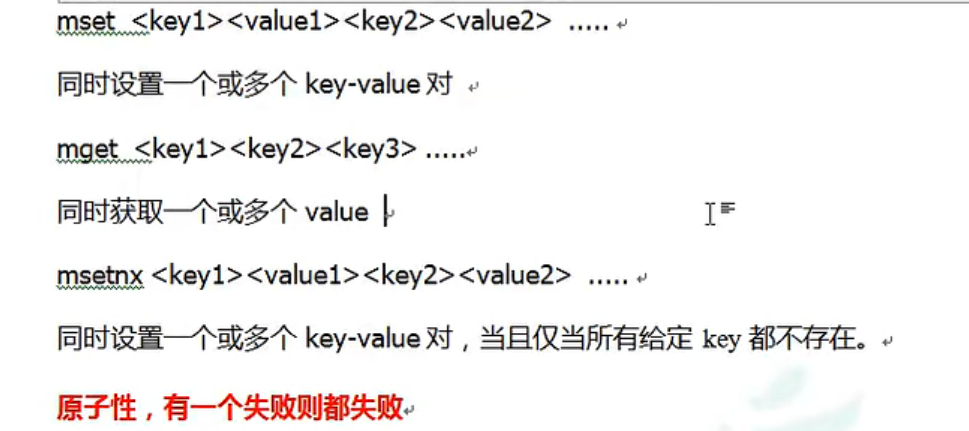 mset <key1><value1><key2><value2> .....
同时设置一个或多个 key-value 对
mget <key1><key2><key3> .....
同时获取一个或多个 value
msetnx <key1><value1><key2><value2> .....
同时设置一个或多个 key-value 对，当且仅当所有给定 key 都不存在。
原子性，有一个失败则都失败